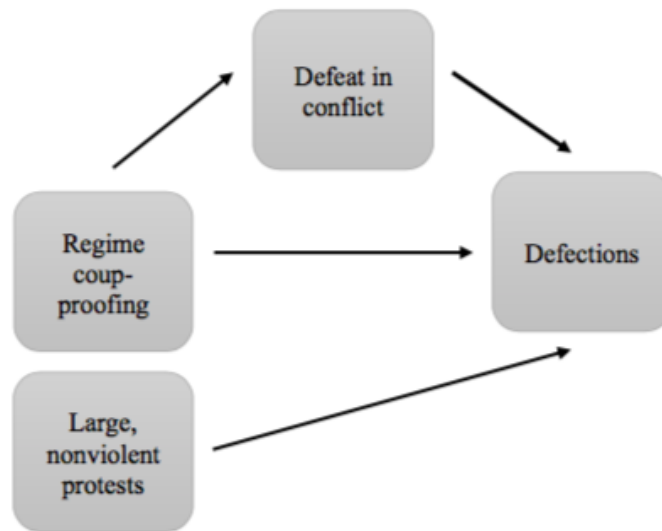 Defeat in
conflict
Regime
coup-
proofing
Defections
Large,
nonviolent
protests